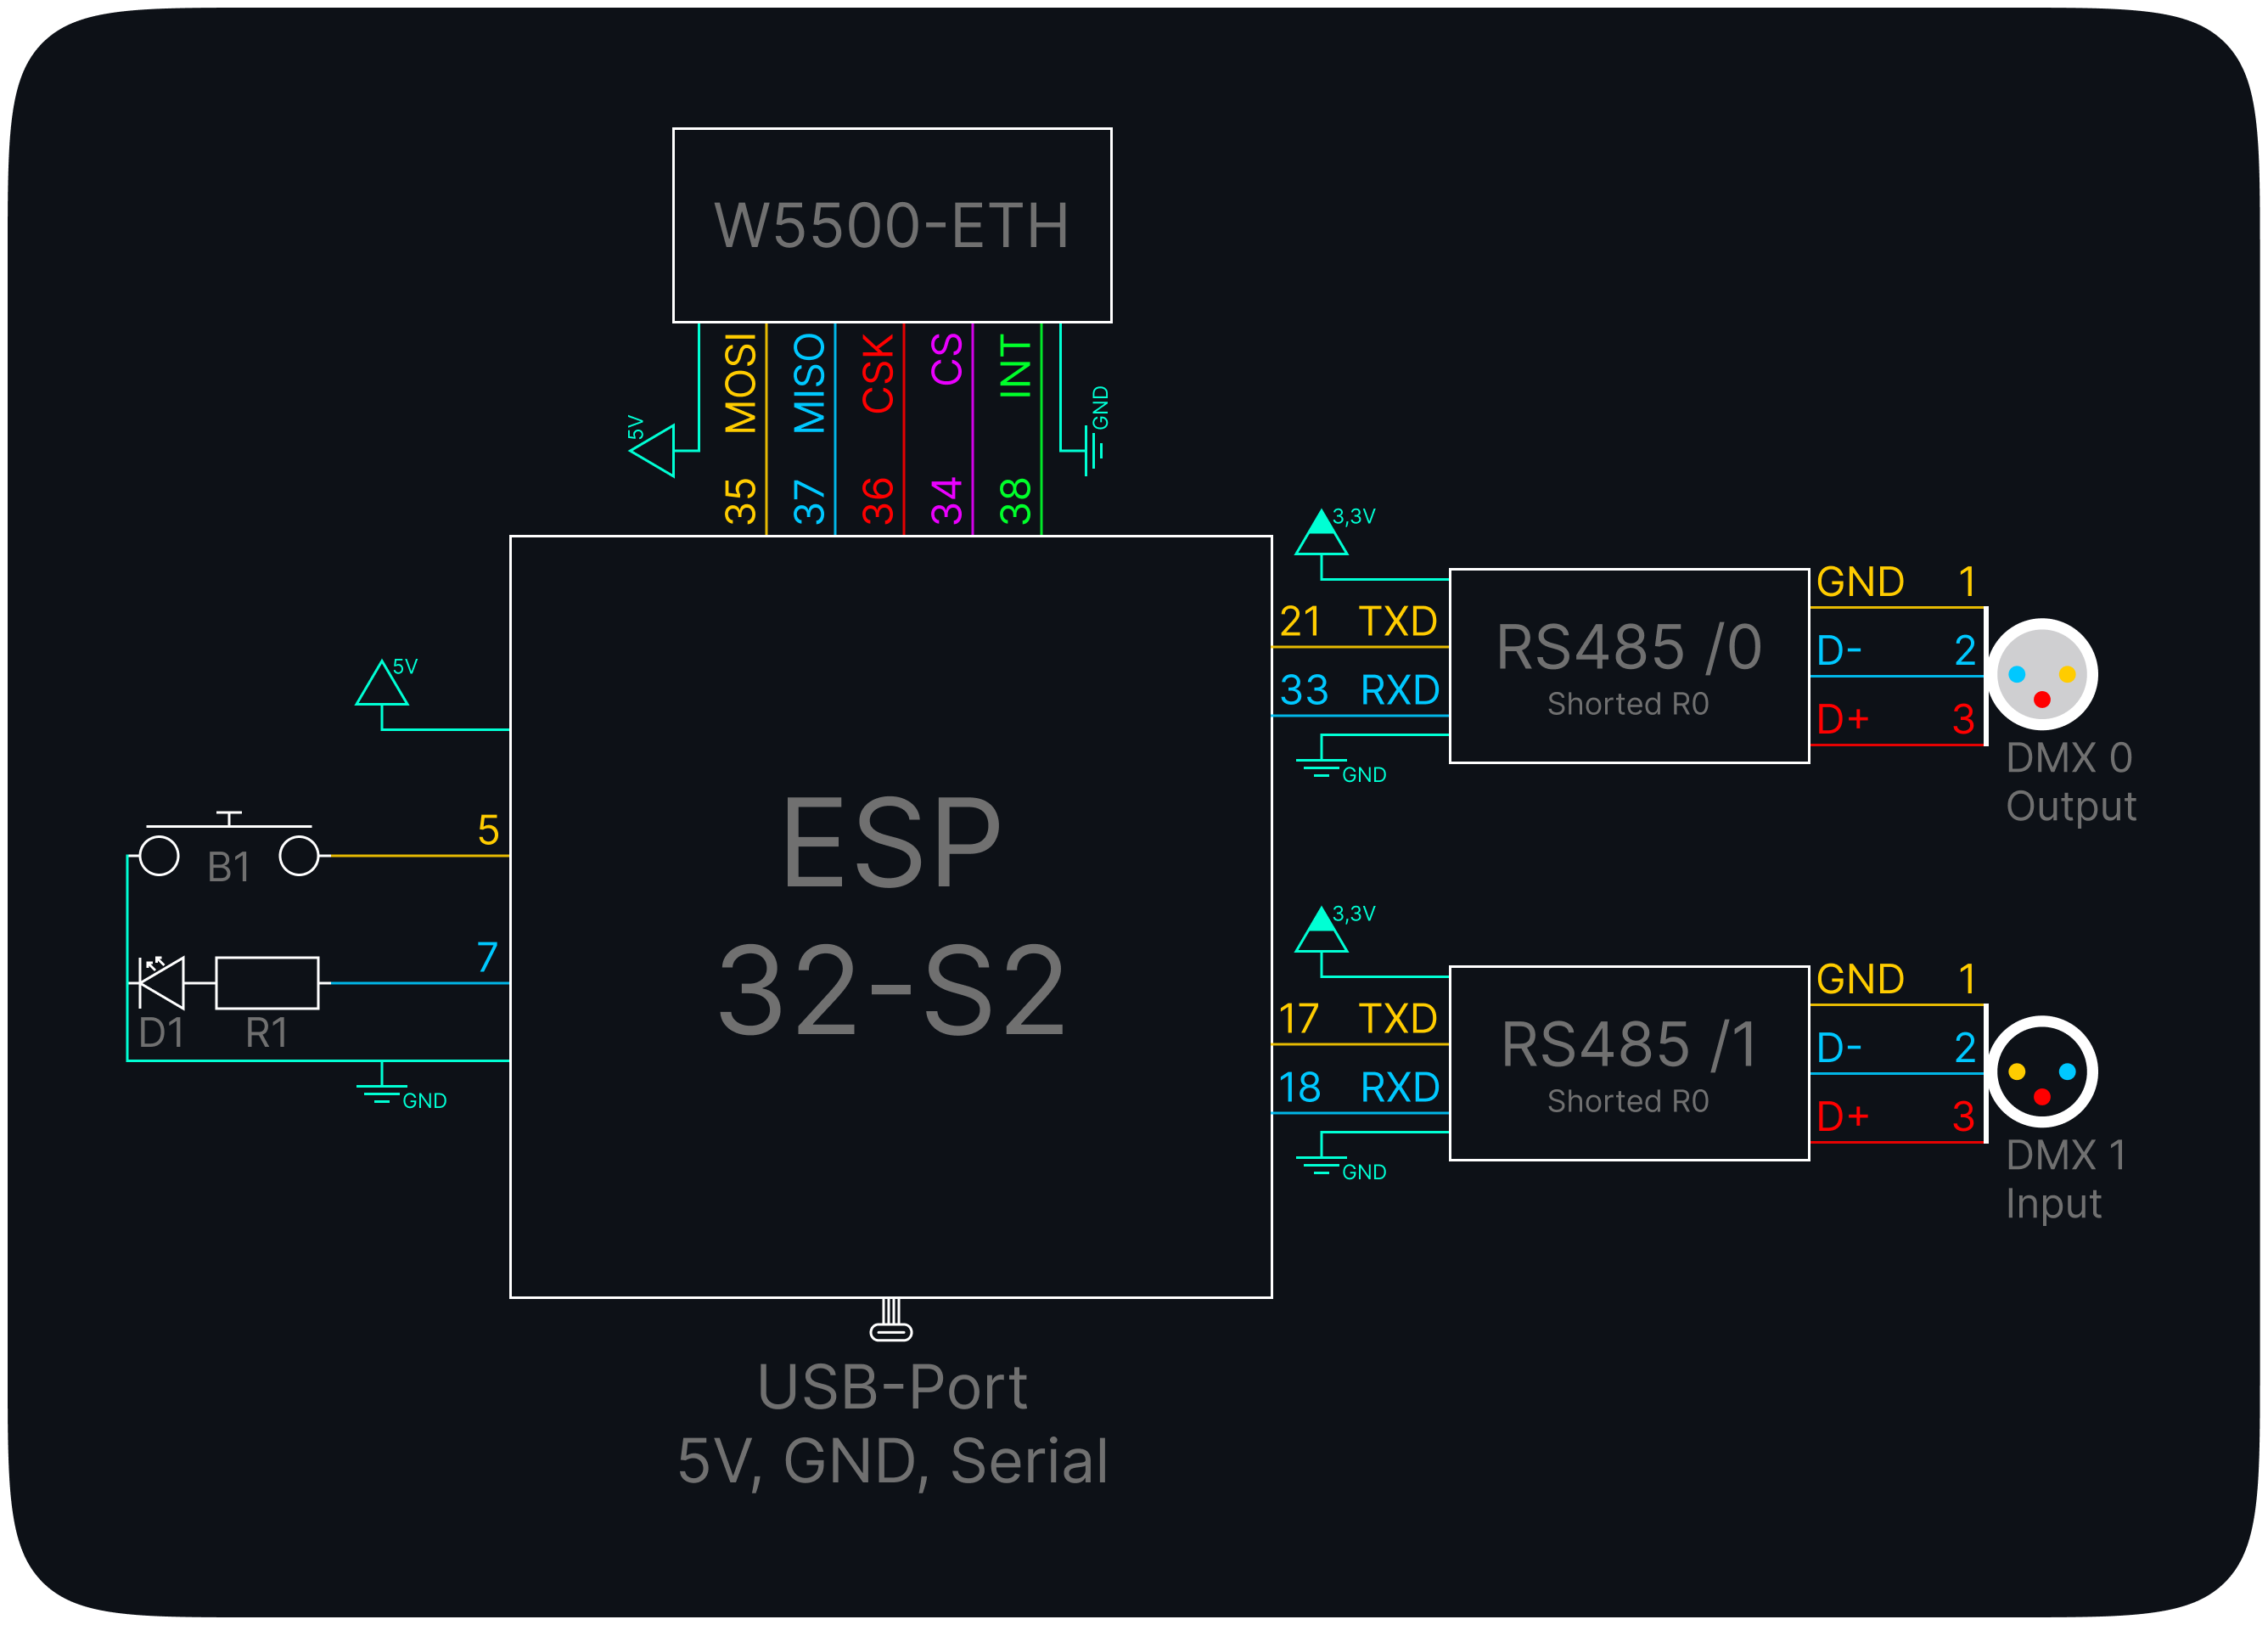 W5500-ETH
MOSI
MISO
CSK
CS
INT
5V
GND
35
37
36
34
38
3,3V
21 TXD
33 RXD
GND
RS485 /0
Shorted R0
GND 1
D- 2
D+ 3
DMX 0
Output
5V
5
B1
7
D1
R1
GND
ESP
32-S2
3,3V
17 TXD
18 RXD
GND
RS485 /1
Shorted R0
GND 1
D- 2
D+ 3
DMX 1
Input
USB-Port
5V, GND, Serial